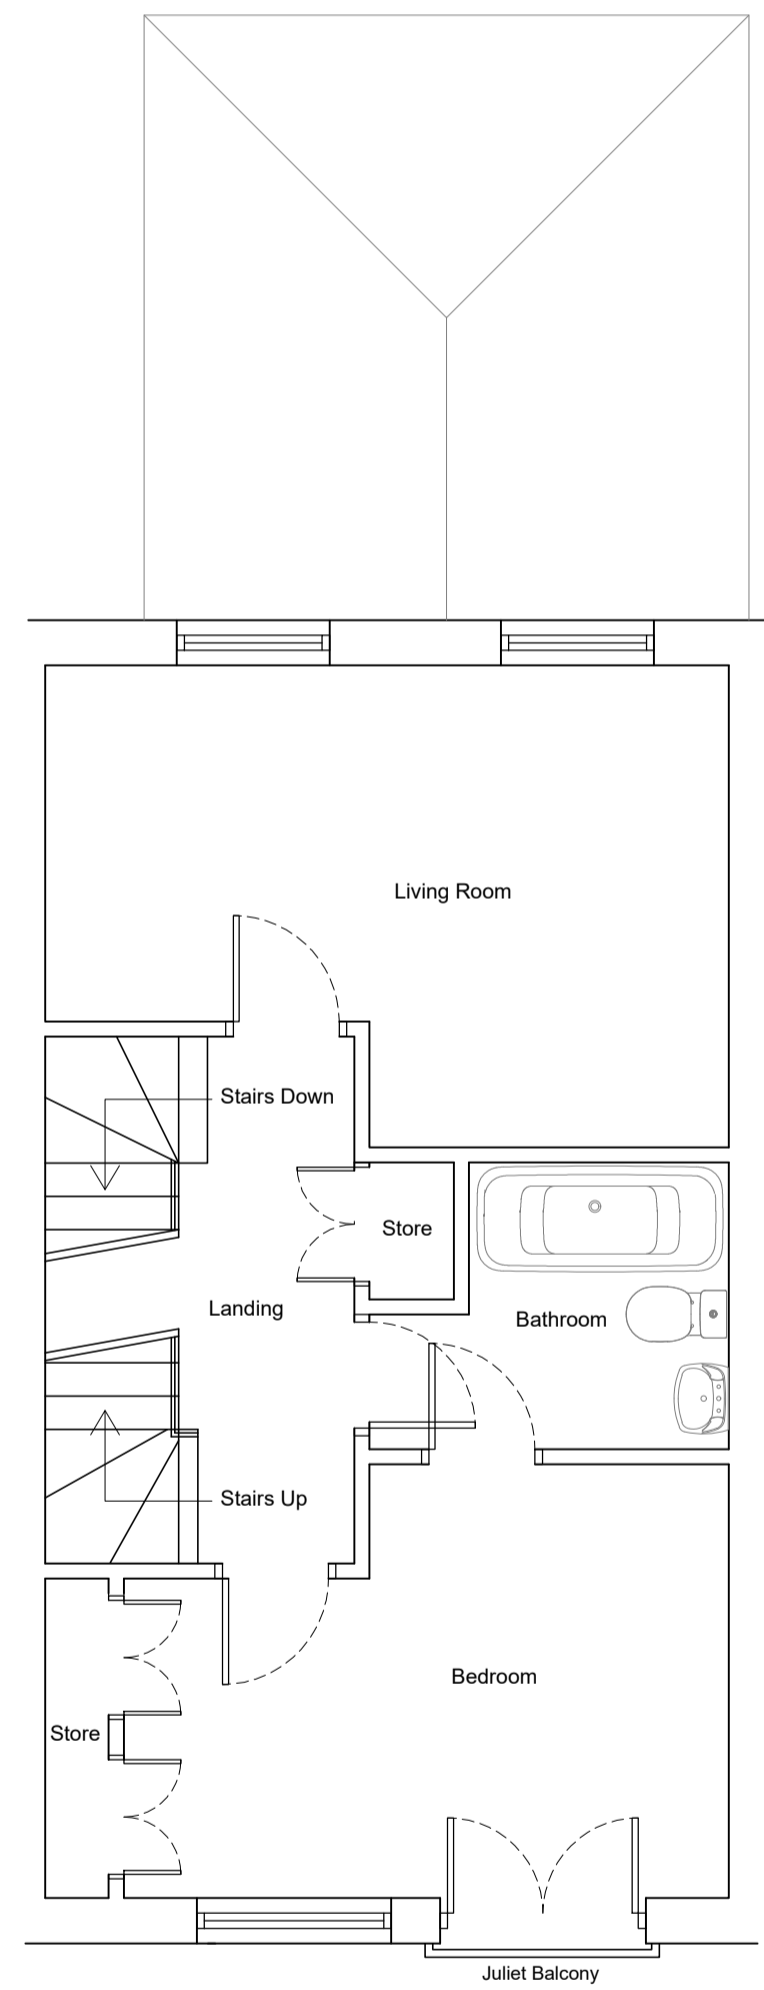 Living Room
Stairs Down
Store
Landing
Bathroom
Stairs Up
Bedroom
Store
Juliet Balcony